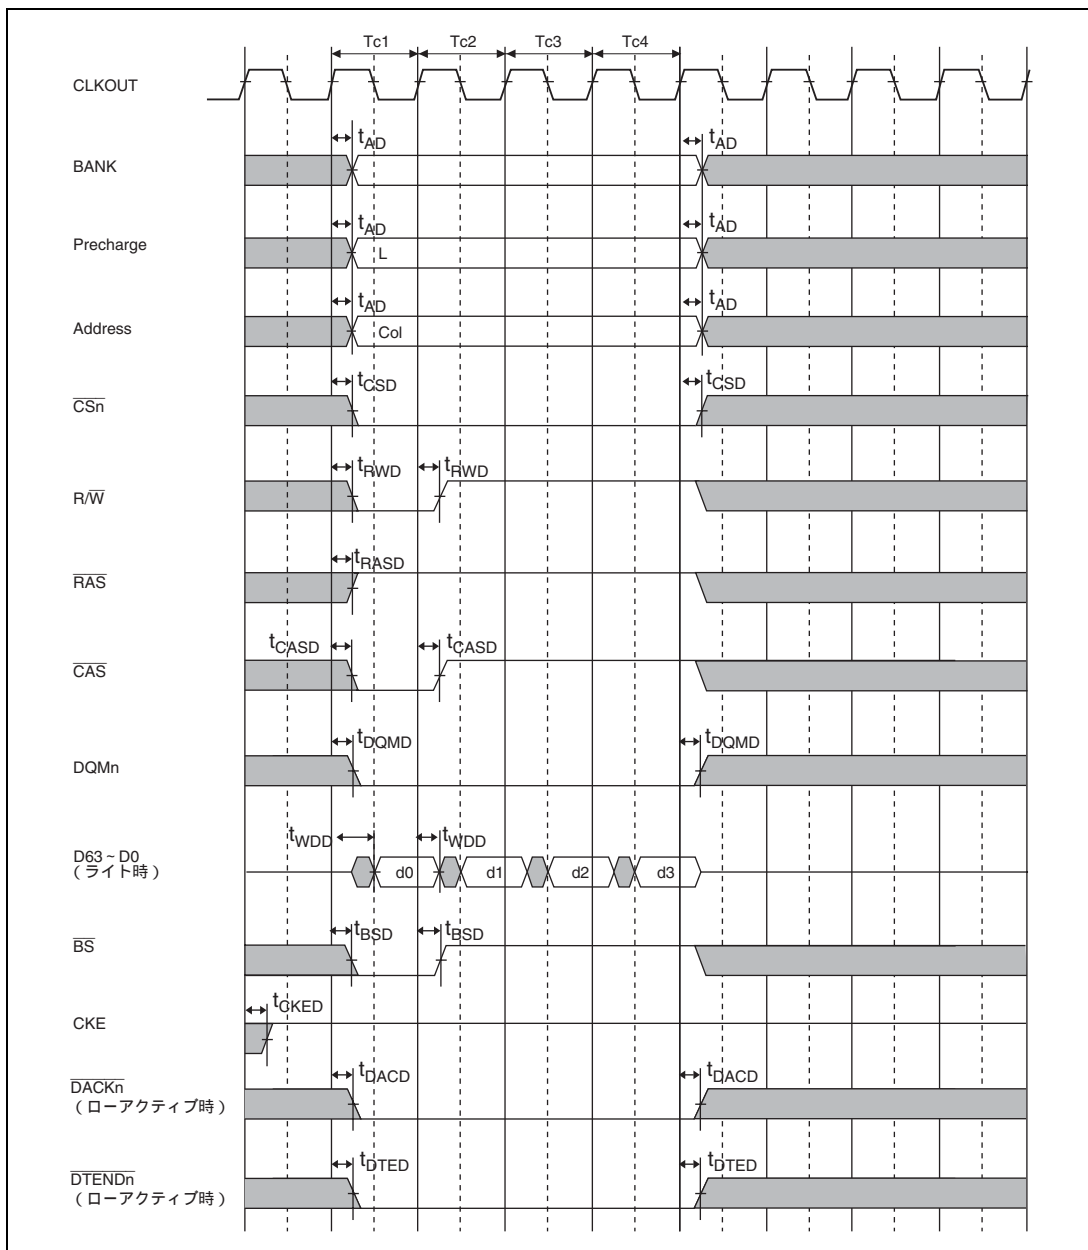 Tc1 Tc2 Tc3 Tc4
CLKOUT
tAD tAD
BANK
tAD tAD
Precharge L
tAD tAD
Address Col
tCSD tCSD
CSn
tRWD tRWD
R/W
tRASD
RAS
tCASD tCASD
CAS
tDQMD tDQMD
DQMn
tWDD tWDD
D63~D0
(ライト時) d0 d1 d2 d3
tBSD tBSD
BS
tCKED
CKE
tDACD tDACD
DACKn
(ローアクティブ時)
tDTED tDTED
DTENDn
(ローアクティブ時)